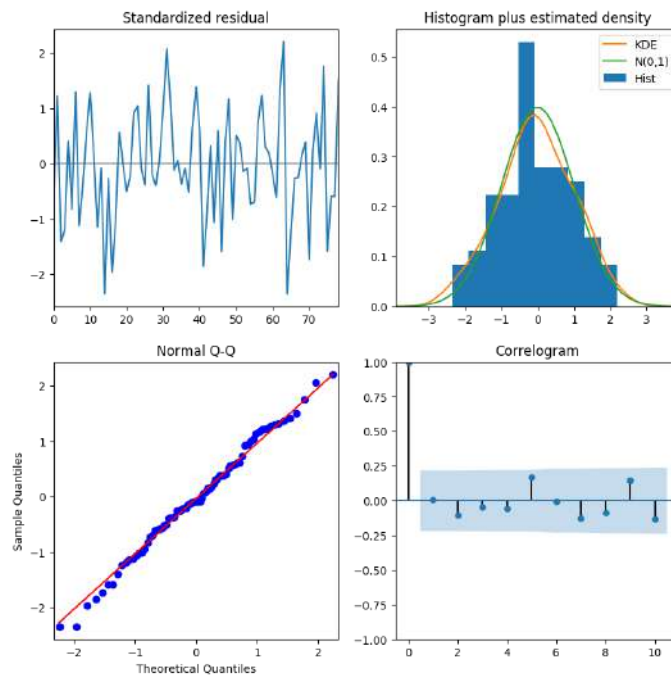 Standardized residual
2
1
0
−1
−2
0 10 20 30 40 50 60 70
Histogram plus estimated density
KDE
N(0,1)
Hist
0.5
0.4
0.3
0.2
0.1
0.0
−3 −2 −1 0 1 2 3
Normal Q-Q
Sample Quantiles
2
1
0
−1
−2
−2 −1 0 1 2
Theoretical Quantiles
Correlogram
1.00
0.75
0.50
0.25
0.00
−0.25
−0.50
−0.75
−1.00
0 2 4 6 8 10